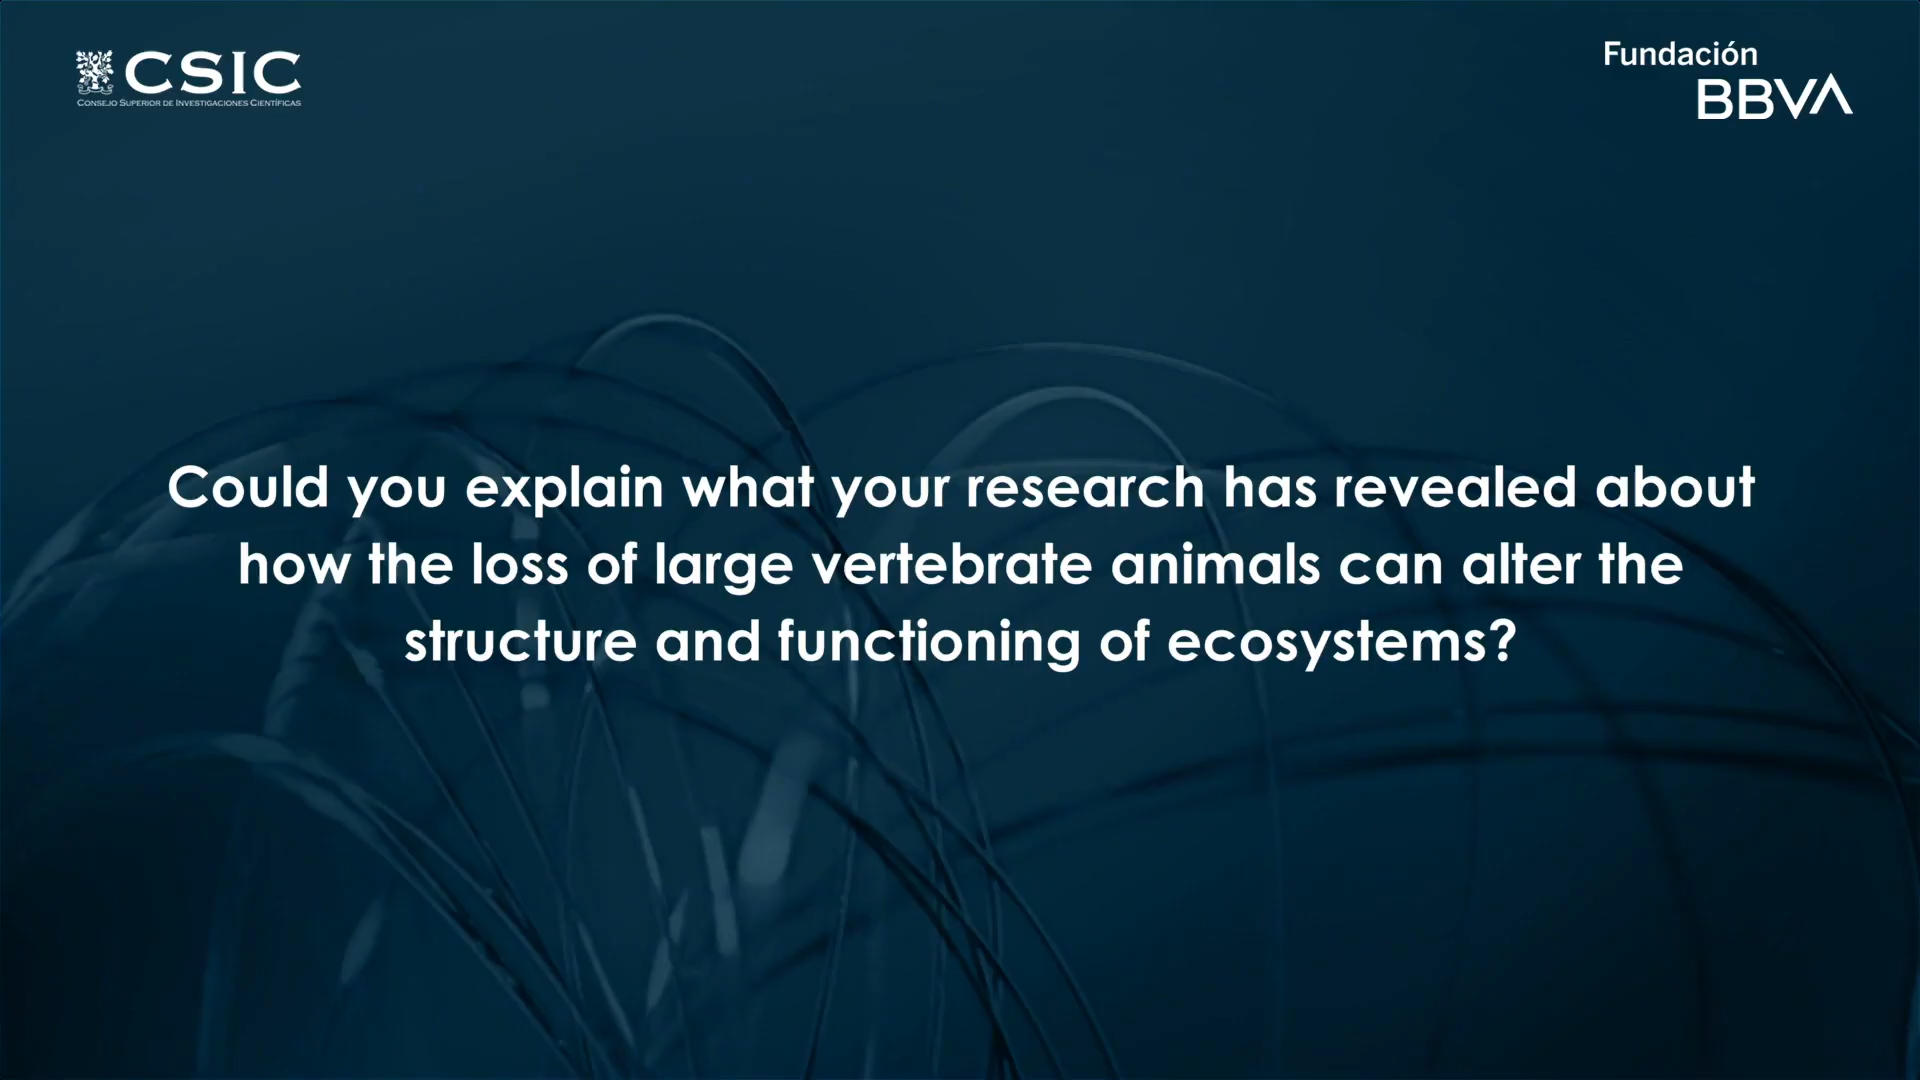 CSIC
CONSEJO SUPERIOR DE INVESTIGACIONES CIENTÍFICAS
Fundación
BBVA
Could you explain what your research has revealed about
how the loss of large vertebrate animals can alter the
structure and functioning of ecosystems?